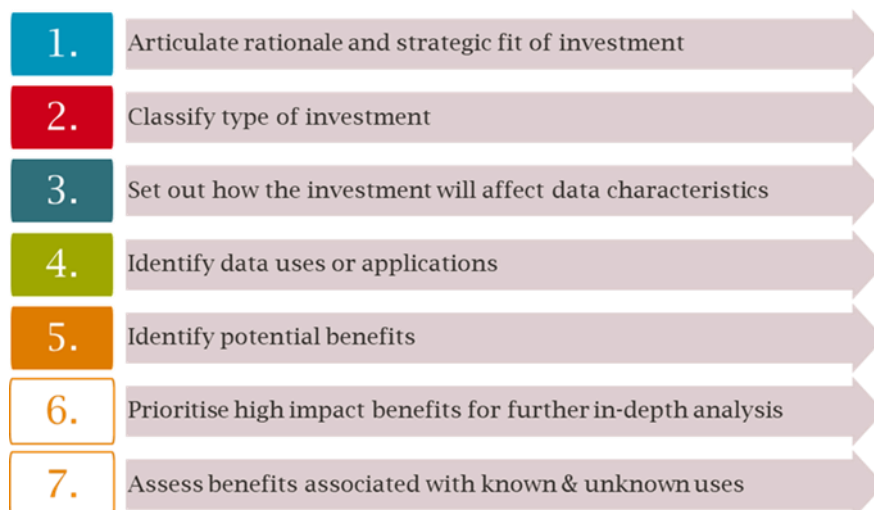 1. Articulate rationale and strategic fit of investment
2. Classify type of investment
3. Set out how the investment will affect data characteristics
4. Identify data uses or applications
5. Identify potential benefits
6. Prioritise high impact benefits for further in-depth analysis
7. Assess benefits associated with known & unknown uses